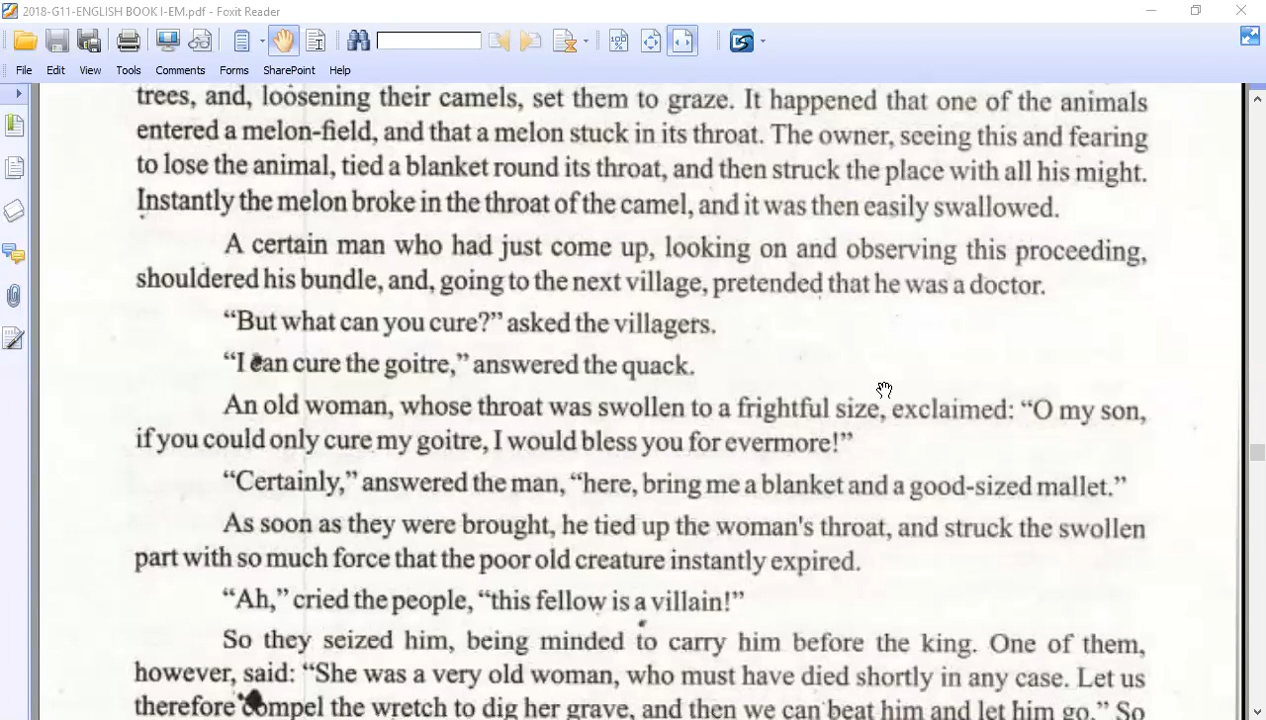 2018-G11-ENGLISH BOOK I-EM.pdf - Foxit Reader
File Edit View Tools Comments Forms SharePoint Help
trees, and, loosening their camels, set them to graze. It happened that one of the animals
entered a melon-field, and that a melon stuck in its throat. The owner, seeing this and fearing
to lose the animal, tied a blanket round its throat, and then struck the place with all his might.
Instantly the melon broke in the throat of the camel, and it was then easily swallowed.
A certain man who had just come up, looking on and observing this proceeding,
shouldered his bundle, and, going to the next village, pretended that he was a doctor.
“But what can you cure?” asked the villagers.
“I can cure the goitre,” answered the quack.
An old woman, whose throat was swollen to a frightful size, exclaimed: “O my son,
if you could only cure my goitre, I would bless you for evermore!”
“Certainly,” answered the man, “here, bring me a blanket and a good-sized mallet.”
As soon as they were brought, he tied up the woman's throat, and struck the swollen
part with so much force that the poor old creature instantly expired.
“Ah,” cried the people, “this fellow is a villain!”
So they seized him, being minded to carry him before the king. One of them,
however, said: “She was a very old woman, who must have died shortly in any case. Let us
therefore compel the wretch to dig her grave, and then we can beat him and let him go.” So